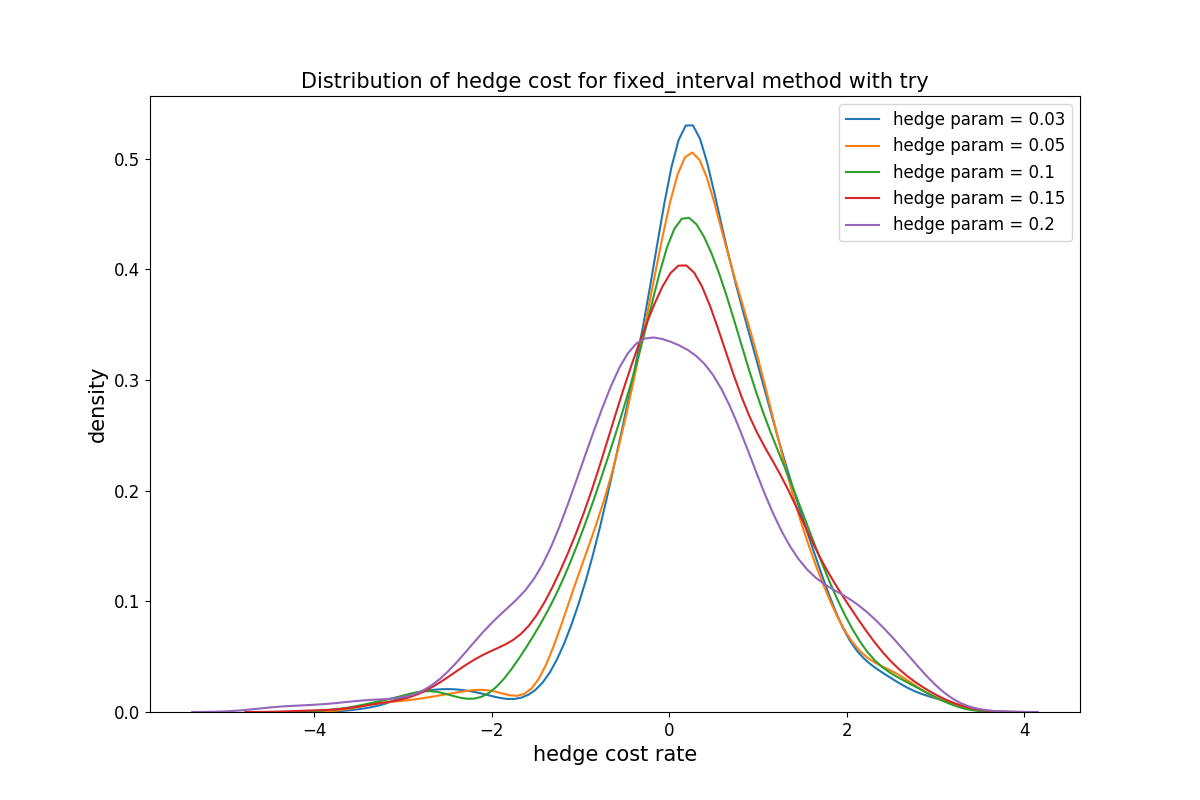 Distribution of hedge cost for fixed_interval method with try
hedge param = 0.03
hedge param = 0.05
hedge param = 0.1
hedge param = 0.15
hedge param = 0.2
density
0.5
0.4
0.3
0.2
0.1
0.0
−4 −2 0 2 4
hedge cost rate